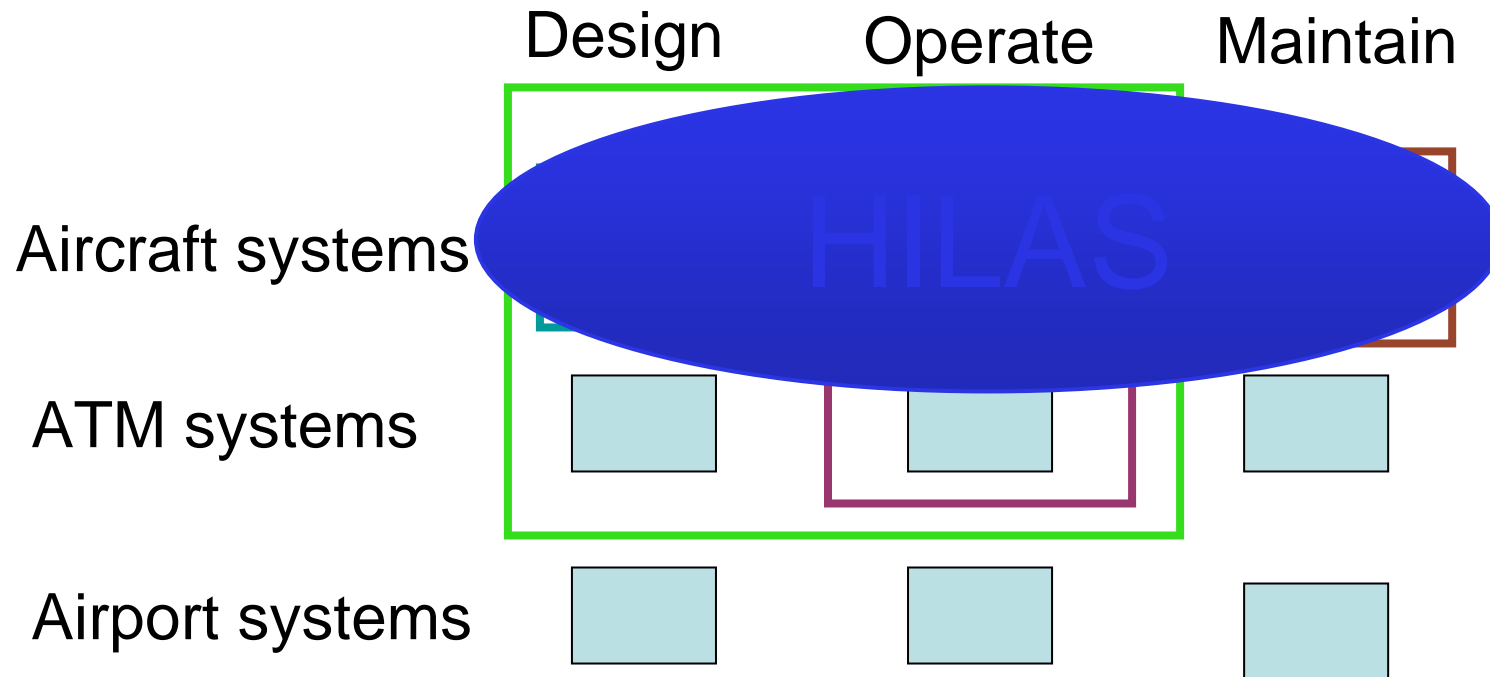 Design Operate Maintain
Aircraft systems HILAS
ATM systems
Airport systems